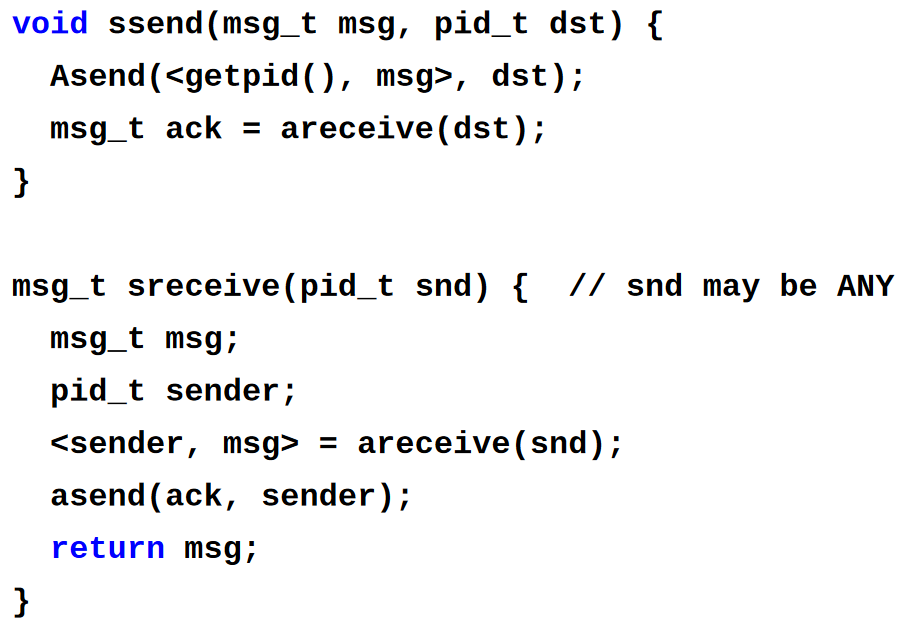 void ssend(msg_t msg, pid_t dst) {
  Asend(<getpid(), msg>, dst);
  msg_t ack = areceive(dst);
}

msg_t sreceive(pid_t snd) {  // snd may be ANY
  msg_t msg;
  pid_t sender;
  <sender, msg> = areceive(snd);
  asend(ack, sender);
  return msg;
}